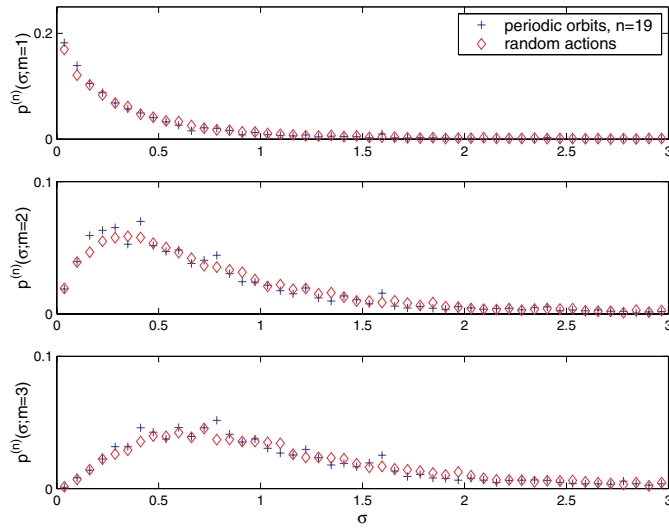 0.2
p(n)(σ;m=1)
+ periodic orbits, n=19
◇ random actions
0
0 0.5 1 1.5 2 2.5 3
0.1
p(n)(σ;m=2)
0
0 0.5 1 1.5 2 2.5 3
0.1
p(n)(σ;m=3)
0
0 0.5 1 1.5 2 2.5 3
σ